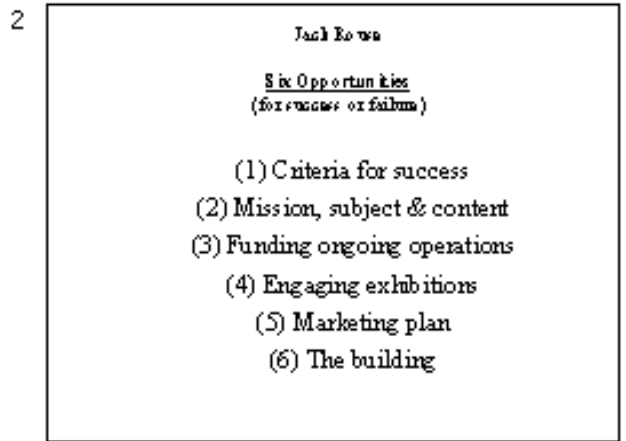 2
Jack Rouse
Six Opportunities
(for success or failure)
(1) Criteria for success
(2) Mission, subject & content
(3) Funding ongoing operations
(4) Engaging exhibitions
(5) Marketing plan
(6) The building